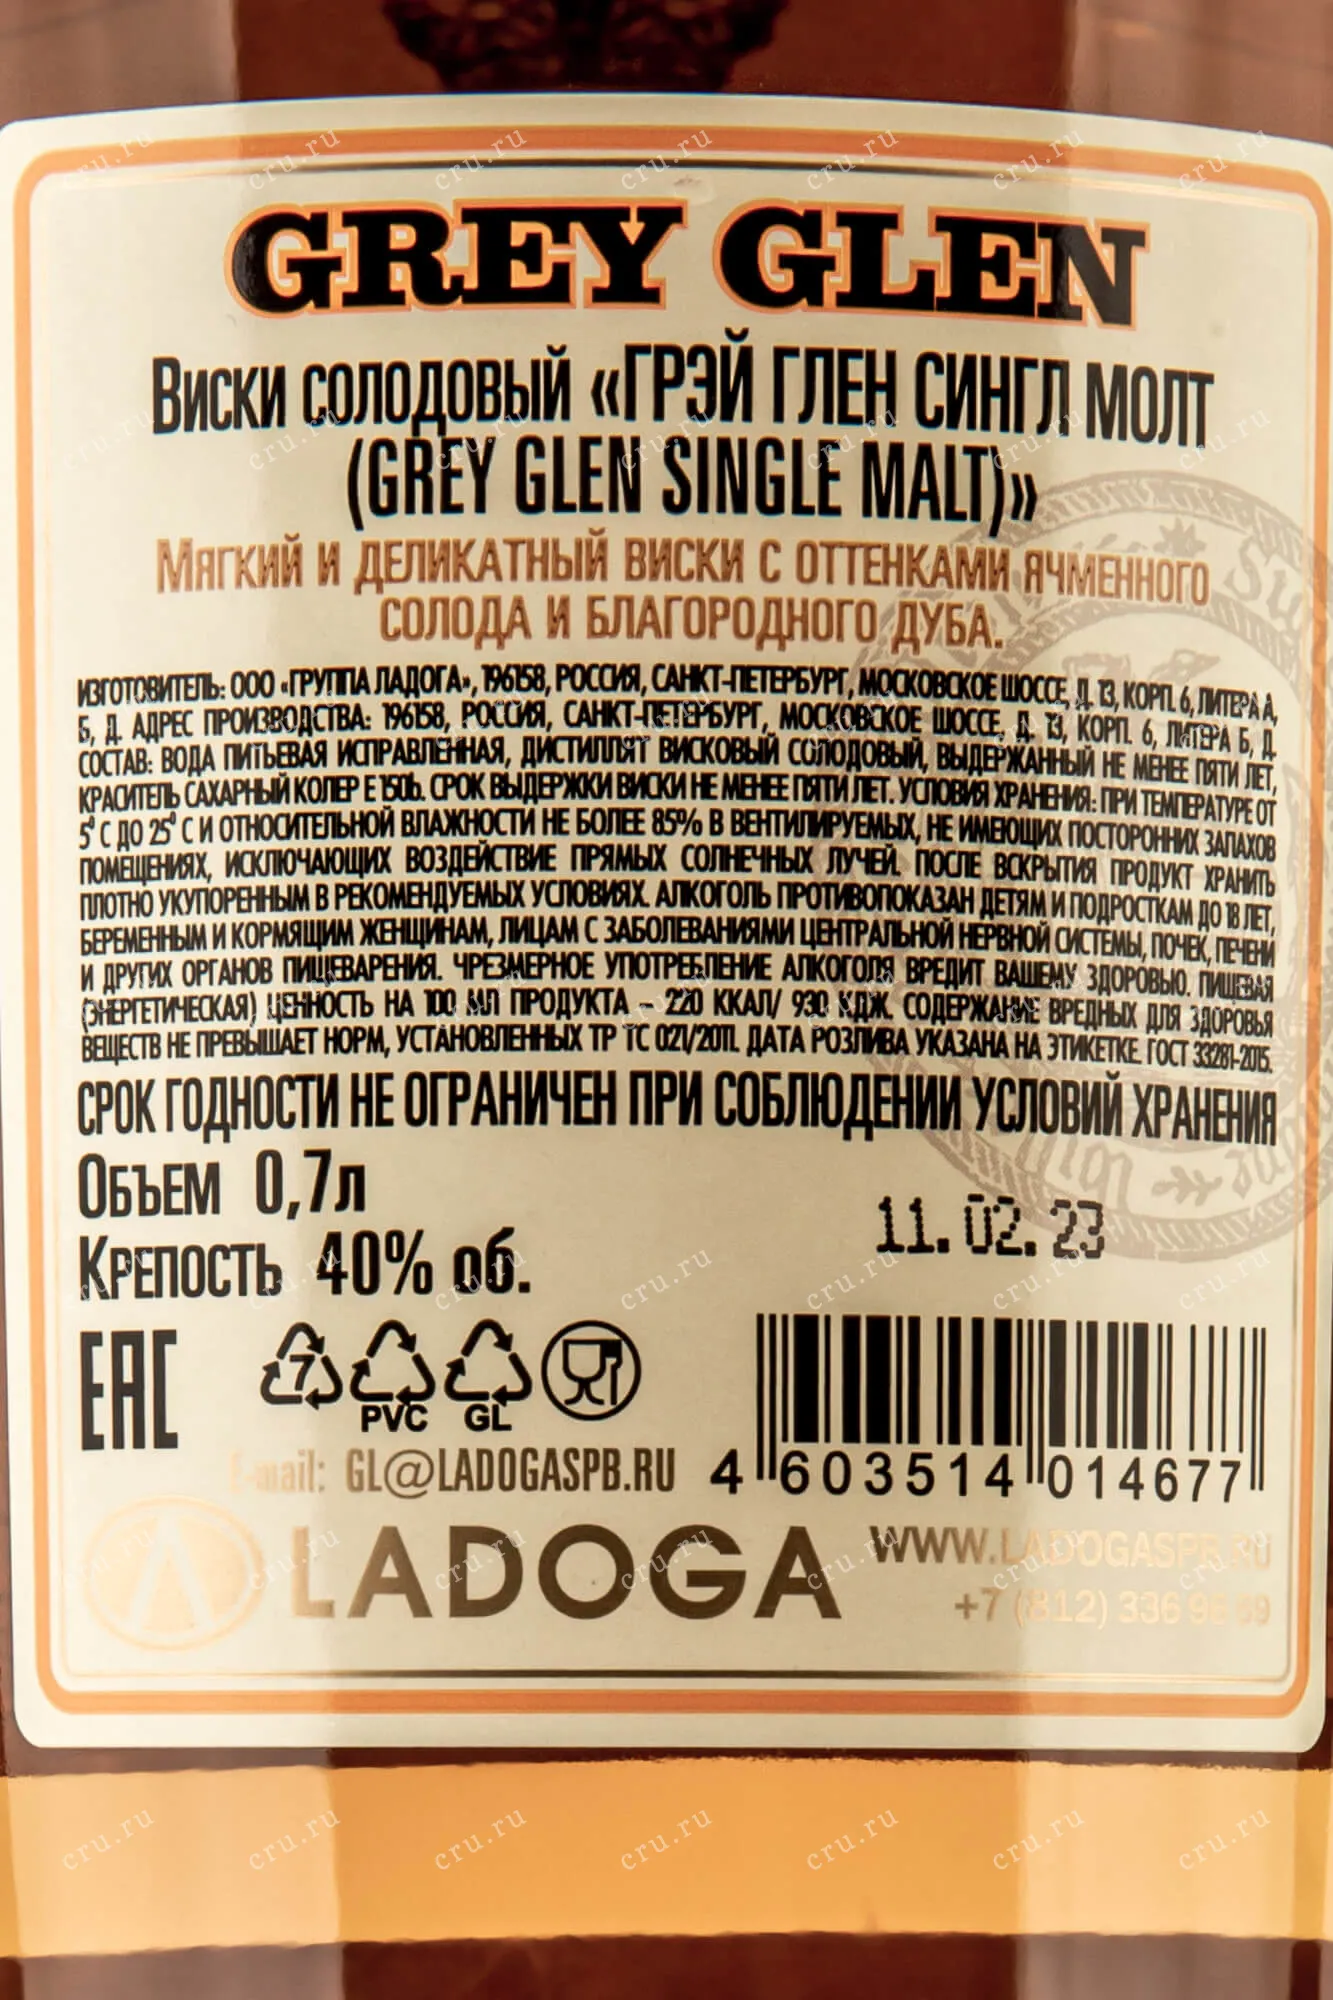 GREY GLEN
Виски солодовый «ГРЭЙ ГЛЕН СИНГЛ МОЛТ
(GREY GLEN SINGLE MALT)»
Мягкий и деликатный виски с оттенками ячменного
солода и благородного дуба.
ИЗГОТОВИТЕЛЬ: ООО «ГРУППА ЛАДОГА», 196158, РОССИЯ, САНКТ-ПЕТЕРБУРГ, МОСКОВСКОЕ ШОССЕ, Д. 13, КОРП. 6, ЛИТЕРА А,
Б, Д. АДРЕС ПРОИЗВОДСТВА: 196158, РОССИЯ, САНКТ-ПЕТЕРБУРГ, МОСКОВСКОЕ ШОССЕ, Д. 13, КОРП. 6, ЛИТЕРА Б, Д.
СОСТАВ: ВОДА ПИТЬЕВАЯ ИСПРАВЛЕННАЯ, ДИСТИЛЛЯТ ВИСКОВЫЙ СОЛОДОВЫЙ, ВЫДЕРЖАННЫЙ НЕ МЕНЕЕ ПЯТИ ЛЕТ,
КРАСИТЕЛЬ САХАРНЫЙ КОЛЕР Е150b. СРОК ВЫДЕРЖКИ ВИСКИ НЕ МЕНЕЕ ПЯТИ ЛЕТ. УСЛОВИЯ ХРАНЕНИЯ: ПРИ ТЕМПЕРАТУРЕ ОТ
5° С ДО 25° С И ОТНОСИТЕЛЬНОЙ ВЛАЖНОСТИ НЕ БОЛЕЕ 85% В ВЕНТИЛИРУЕМЫХ, НЕ ИМЕЮЩИХ ПОСТОРОННИХ ЗАПАХОВ
ПОМЕЩЕНИЯХ, ИСКЛЮЧАЮЩИХ ВОЗДЕЙСТВИЕ ПРЯМЫХ СОЛНЕЧНЫХ ЛУЧЕЙ. ПОСЛЕ ВСКРЫТИЯ ПРОДУКТ ХРАНИТЬ
ПЛОТНО УКУПОРЕННЫМ В РЕКОМЕНДУЕМЫХ УСЛОВИЯХ. АЛКОГОЛЬ ПРОТИВОПОКАЗАН ДЕТЯМ И ПОДРОСТКАМ ДО 18 ЛЕТ,
БЕРЕМЕННЫМ И КОРМЯЩИМ ЖЕНЩИНАМ, ЛИЦАМ С ЗАБОЛЕВАНИЯМИ ЦЕНТРАЛЬНОЙ НЕРВНОЙ СИСТЕМЫ, ПОЧЕК, ПЕЧЕНИ
И ДРУГИХ ОРГАНОВ ПИЩЕВАРЕНИЯ. ЧРЕЗМЕРНОЕ УПОТРЕБЛЕНИЕ АЛКОГОЛЯ ВРЕДИТ ВАШЕМУ ЗДОРОВЬЮ. ПИЩЕВАЯ
(ЭНЕРГЕТИЧЕСКАЯ) ЦЕННОСТЬ НА 100 МЛ ПРОДУКТА – 220 ККАЛ/ 930 КДЖ. СОДЕРЖАНИЕ ВРЕДНЫХ ДЛЯ ЗДОРОВЬЯ
ВЕЩЕСТВ НЕ ПРЕВЫШАЕТ НОРМ, УСТАНОВЛЕННЫХ ТР ТС 021/2011. ДАТА РОЗЛИВА УКАЗАНА НА ЭТИКЕТКЕ. ГОСТ 33281-2015.
СРОК ГОДНОСТИ НЕ ОГРАНИЧЕН ПРИ СОБЛЮДЕНИИ УСЛОВИЙ ХРАНЕНИЯ
Объем 0,7л
Крепость 40% об.
11.02.23
EAC
7
PVC
GL
E-mail: GL@LADOGASPB.RU
4 603514 014677
LADOGA
WWW.LADOGASPB.RU
+7 (812) 336